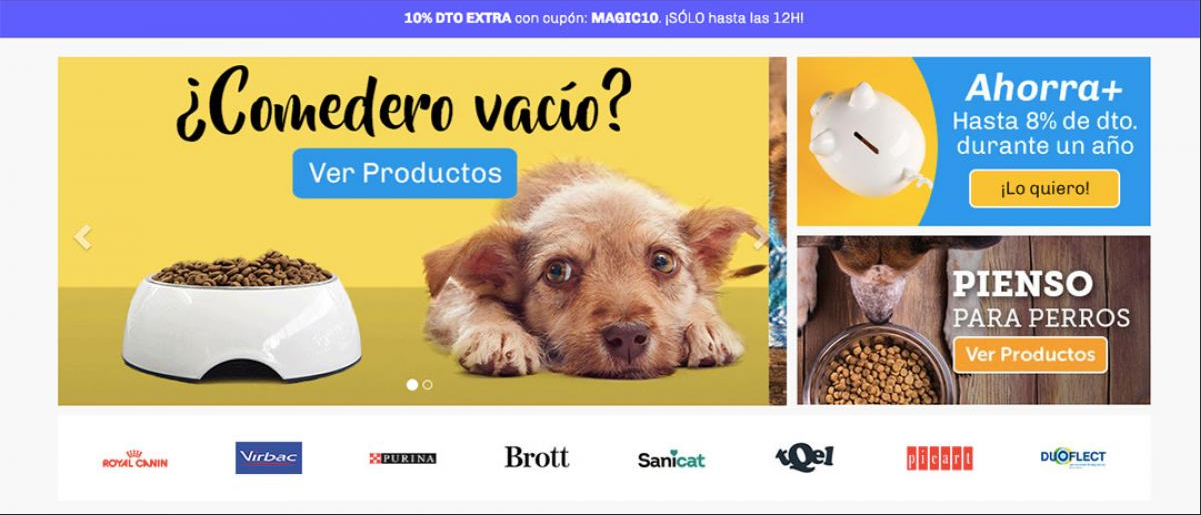 10% DTO EXTRA con cupón: MAGIC10. ¡SÓLO hasta las 12H!
¿Comedero vacío?
Ver Productos
Ahorra+
Hasta 8% de dto.
durante un año
¡Lo quiero!
PIENSO
PARA PERROS
Ver Productos
ROYAL CANIN
Virbac
PURINA
Brott
Sanicat
tQel
picart
DUOFLECT